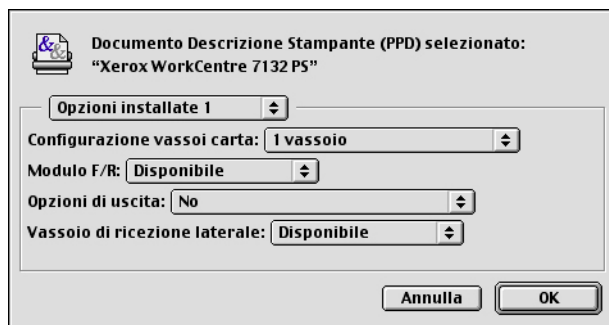 Documento Descrizione Stampante (PPD) selezionato:
“Xerox WorkCentre 7132 PS”
Opzioni installate 1
Configurazione vassoi carta: 1 vassoio
Modulo F/R: Disponibile
Opzioni di uscita: No
Vassoio di ricezione laterale: Disponibile
Annulla OK